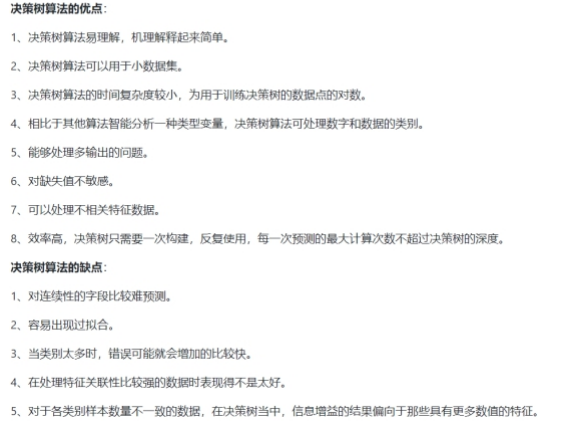 决策树算法的优点：
1、决策树算法易理解，机理解释起来简单。
2、决策树算法可以用于小数据集。
3、决策树算法的时间复杂度较小，为用于训练决策树的数据点的对数。
4、相比于其他算法智能分析一种类型变量，决策树算法可处理数字和数据的类别。
5、能够处理多输出的问题。
6、对缺失值不敏感。
7、可以处理不相关特征数据。
8、效率高，决策树只需要一次构建，反复使用，每一次预测的最大计算次数不超过决策树的深度。
决策树算法的缺点：
1、对连续性的字段比较难预测。
2、容易出现过拟合。
3、当类别太多时，错误可能就会增加的比较快。
4、在处理特征关联性比较强的数据时表现得不是太好。
5、对于各类别样本数量不一致的数据，在决策树当中，信息增益的结果偏向于那些具有更多数值的特征。